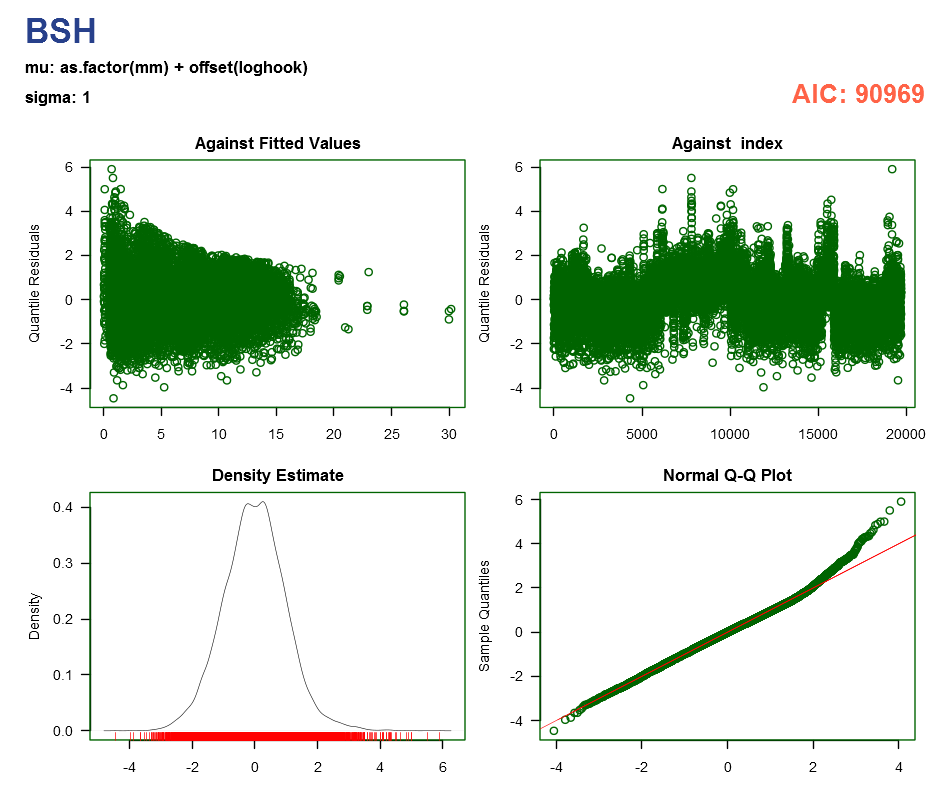 BSH
mu: as.factor(mm) + offset(loghook)
sigma: 1
AIC: 90969
Against Fitted Values
Quantile Residuals
6
4
2
0
-2
-4
0 5 10 15 20 25 30
Against index
Quantile Residuals
6
4
2
0
-2
-4
0 5000 10000 15000 20000
Density Estimate
Density
0.4
0.3
0.2
0.1
0.0
-4 -2 0 2 4 6
Normal Q-Q Plot
Sample Quantiles
6
4
2
0
-2
-4
-4 -2 0 2 4